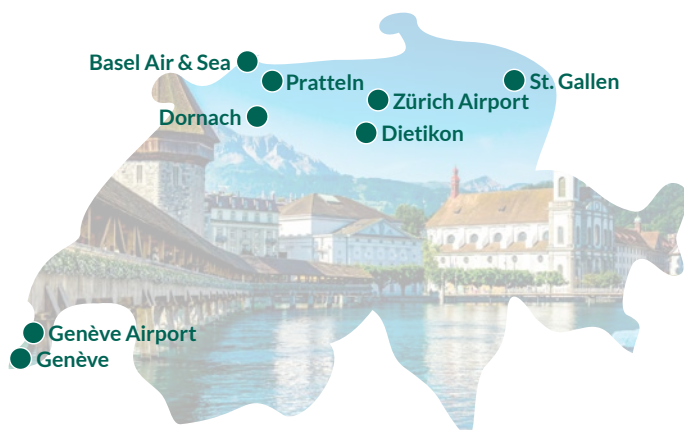 Basel Air & Sea
Pratteln
St. Gallen
Zürich Airport
Dornach
Dietikon
Genève Airport
Genève